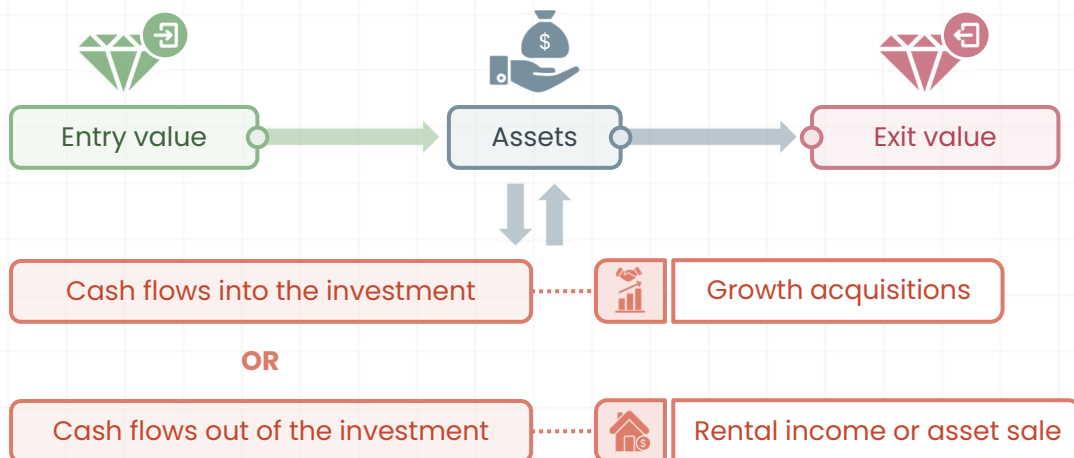 $
Entry value
Assets
Exit value
Cash flows into the investment
Growth acquisitions
OR
Cash flows out of the investment
$
Rental income or asset sale